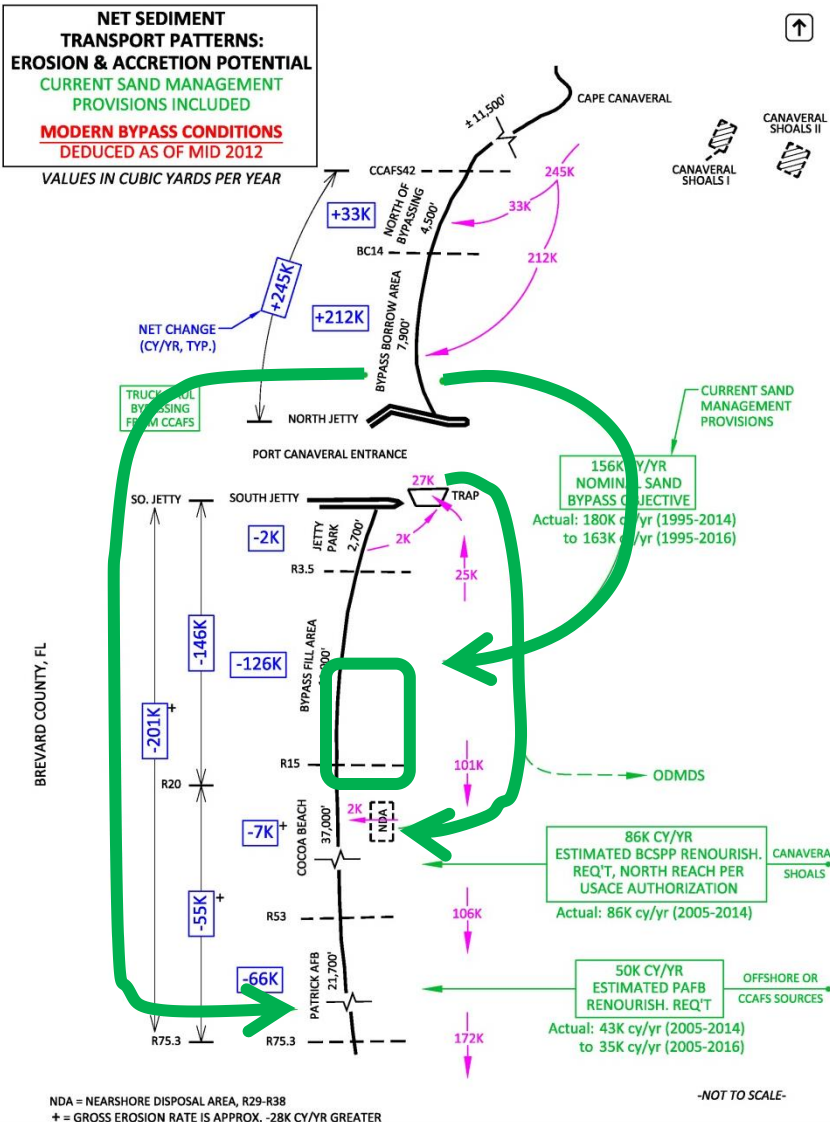 NET SEDIMENT
TRANSPORT PATTERNS:
EROSION & ACCRETION POTENTIAL
CURRENT SAND MANAGEMENT
PROVISIONS INCLUDED
MODERN BYPASS CONDITIONS
DEDUCED AS OF MID 2012
VALUES IN CUBIC YARDS PER YEAR
± 11,500'
CAPE CANAVERAL
CANAVERAL
SHOALS I
CANAVERAL
SHOALS II
CCAFS42
245K
+33K
NORTH OF
BYPASSING
4,500'
33K
BC14
212K
+245K
NET CHANGE
(CY/YR, TYP.)
+212K
BYPASS BORROW AREA
7,900'
TRUCK HAUL
BYPASSING
FROM CCAFS
NORTH JETTY
CURRENT SAND
MANAGEMENT
PROVISIONS
PORT CANAVERAL ENTRANCE
156K CY/YR
NOMINAL SAND
BYPASS OBJECTIVE
Actual: 180K cy/yr (1995-2014)
to 163K cy/yr (1995-2016)
27K
TRAP
SO. JETTY
SOUTH JETTY
-2K
JETTY
PARK
2,700'
2K
R3.5
25K
-146K
-126K
BYPASS FILL AREA
BREVARD COUNTY, FL
-201K
+
R15
101K
ODMDS
R20
-7K
+
COCOA BEACH
37,000'
2K
NDA
86K CY/YR
ESTIMATED BCSPP RENOURISH.
REQ'T, NORTH REACH PER
USACE AUTHORIZATION
Actual: 86K cy/yr (2005-2014)
CANAVERA
SHOALS
-55K
+
R53
106K
-66K
PATRICK AFB
21,700'
50K CY/YR
ESTIMATED PAFB
RENOURISH. REQ'T
Actual: 43K cy/yr (2005-2014)
to 35K cy/yr (2005-2016)
OFFSHORE OR
CCAFS SOURCES
R75.3
R75.3
172K
NDA = NEARSHORE DISPOSAL AREA, R29-R38
+ = GROSS EROSION RATE IS APPROX. -28K CY/YR GREATER
-NOT TO SCALE-